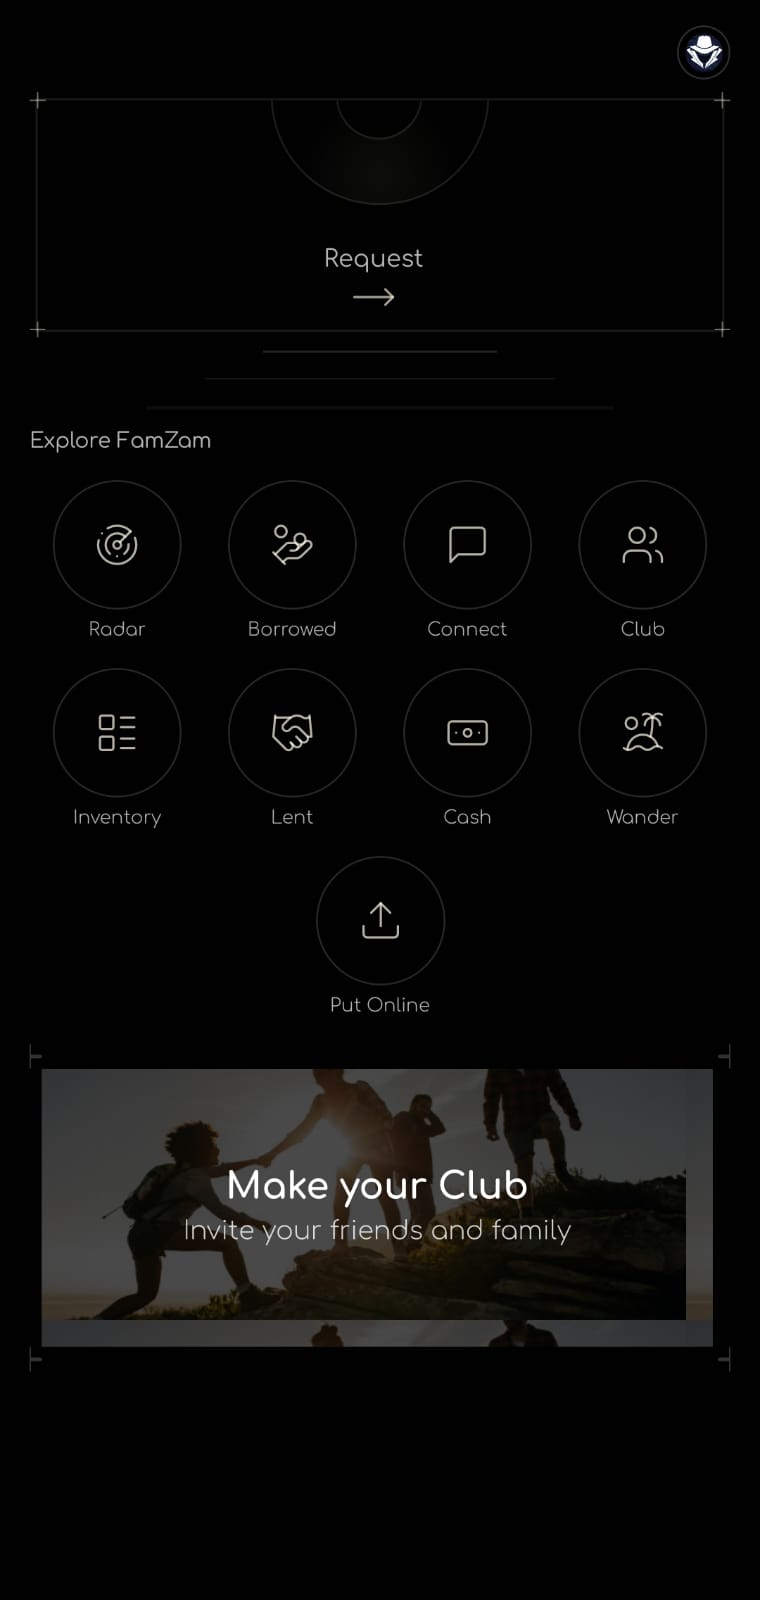 Request
Explore FamZam
Radar
Borrowed
Connect
Club
Inventory
Lent
Cash
Wander
Put Online
Make your Club
Invite your friends and family